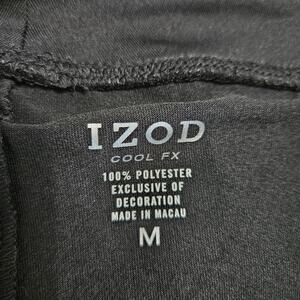 IZOD
COOL FX
100% POLYESTER
EXCLUSIVE OF
DECORATION
MADE IN MACAU
M